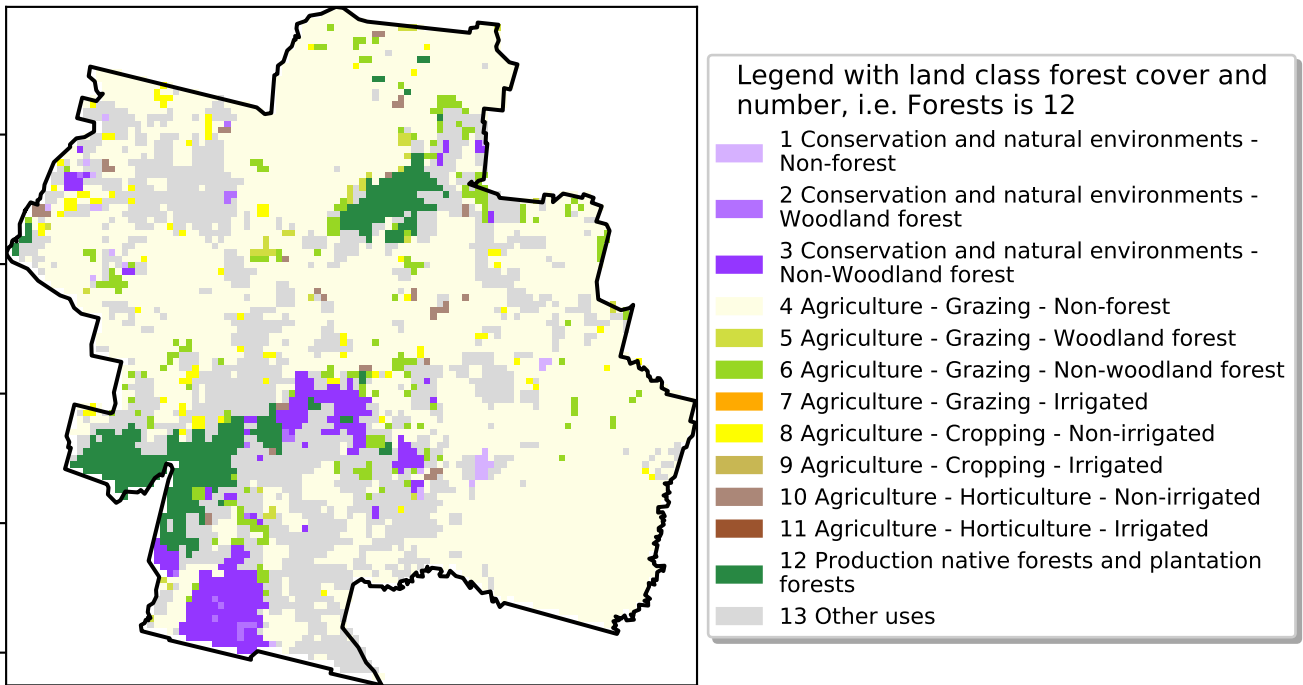 Legend with land class forest cover and
number, i.e. Forests is 12
1 Conservation and natural environments -
Non-forest
2 Conservation and natural environments -
Woodland forest
3 Conservation and natural environments -
Non-Woodland forest
4 Agriculture - Grazing - Non-forest
5 Agriculture - Grazing - Woodland forest
6 Agriculture - Grazing - Non-woodland forest
7 Agriculture - Grazing - Irrigated
8 Agriculture - Cropping - Non-irrigated
9 Agriculture - Cropping - Irrigated
10 Agriculture - Horticulture - Non-irrigated
11 Agriculture - Horticulture - Irrigated
12 Production native forests and plantation
forests
13 Other uses